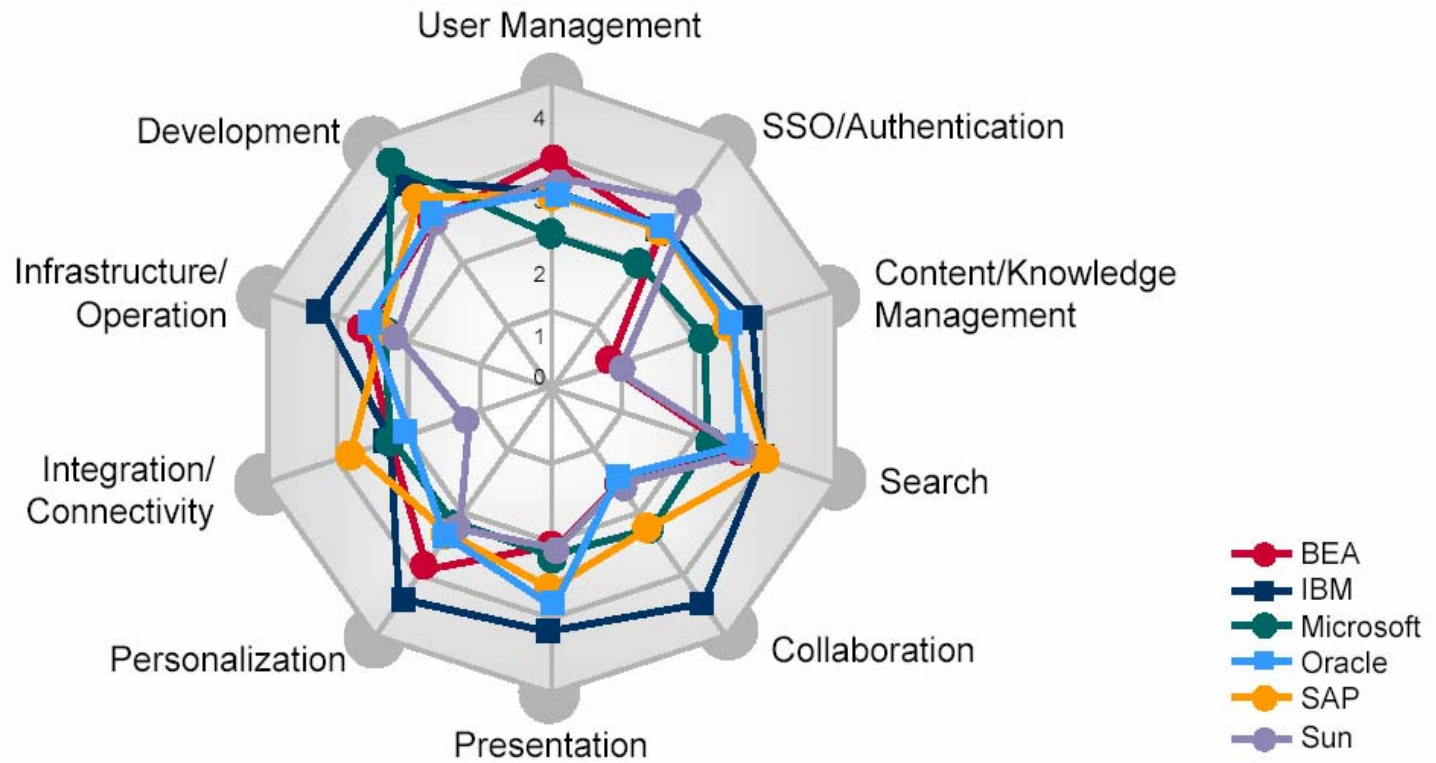 User Management
Development
SSO/Authentication
4
3
2
1
0
Infrastructure/
Operation
Content/Knowledge
Management
Integration/
Connectivity
Search
Personalization
Collaboration
Presentation
BEA
IBM
Microsoft
Oracle
SAP
Sun